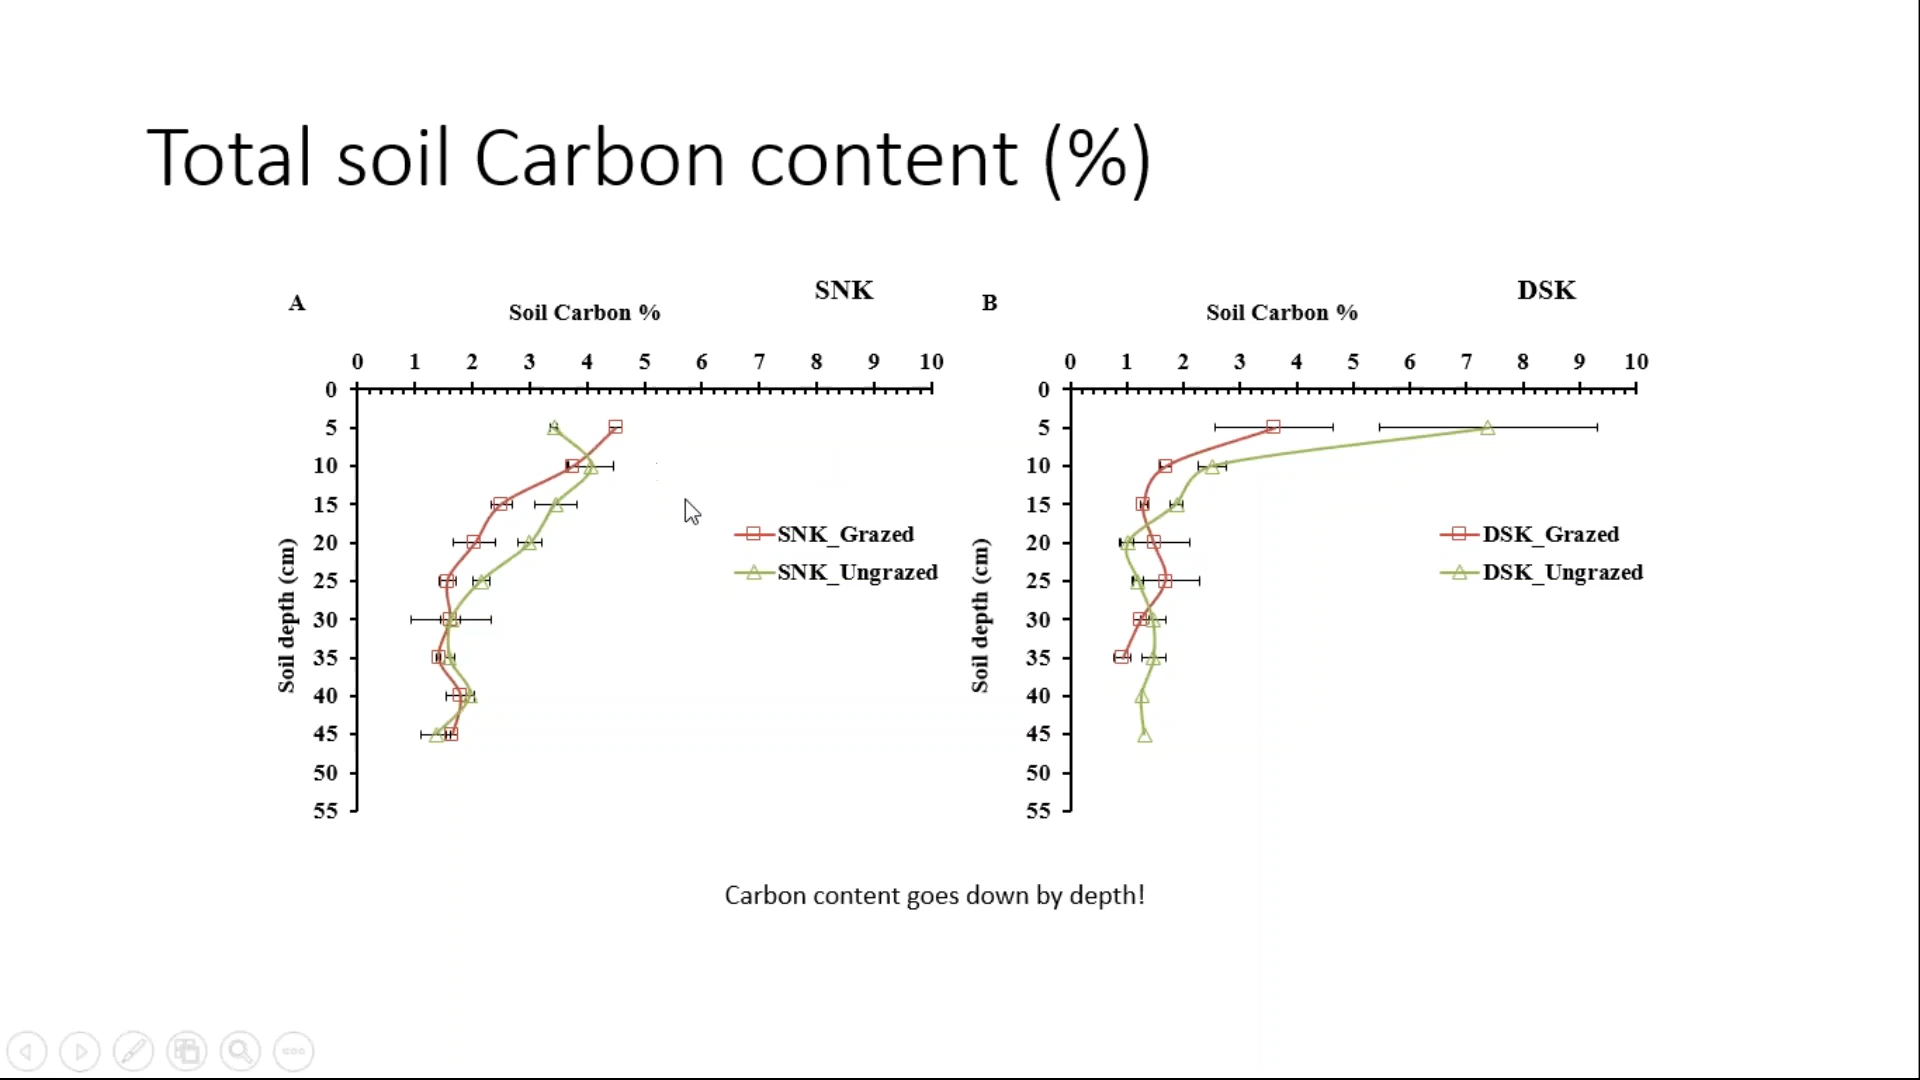 Total soil Carbon content (%)
A
Soil Carbon %
SNK
0 1 2 3 4 5 6 7 8 9 10
0
5
10
15
20
25
30
35
40
45
50
55
Soil depth (cm)
SNK_Grazed
SNK_Ungrazed
B
Soil Carbon %
DSK
0 1 2 3 4 5 6 7 8 9 10
0
5
10
15
20
25
30
35
40
45
50
55
Soil depth (cm)
DSK_Grazed
DSK_Ungrazed
Carbon content goes down by depth!